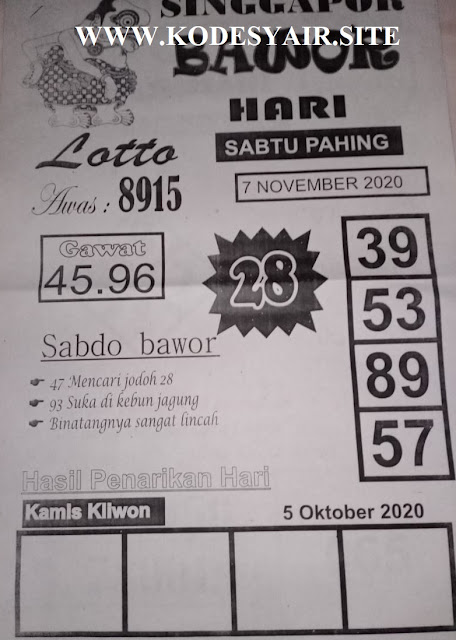 SINGGAPUR
WWW.KODESYAIR.SITE
BAWOR
HARI
Lotto
SABTU PAHING
Awas : 8915
7 NOVEMBER 2020
Gawat
45.96
28
39
53
89
57
Sabdo bawor
47 Mencari jodoh 28
93 Suka di kebun jagung
Binatangnya sangat lincah
Hasil Penarikan Hari
Kamis Kliwon
5 Oktober 2020